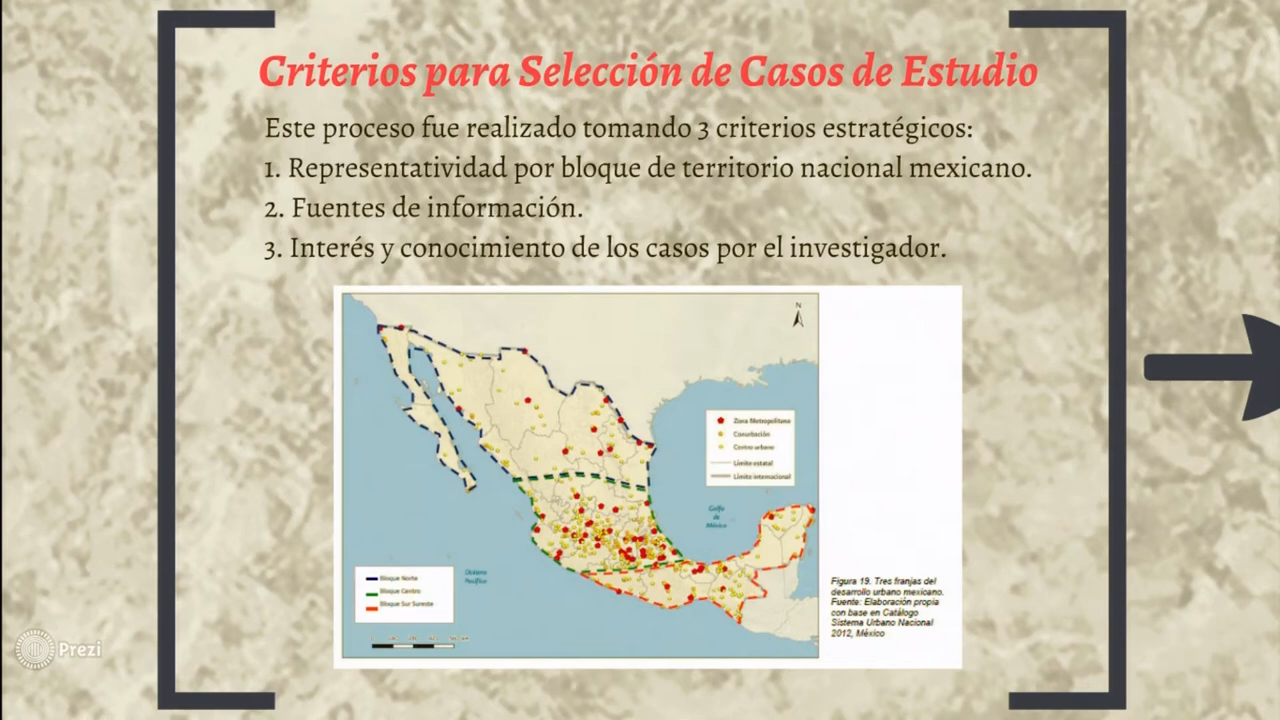 Criterios para Selección de Casos de Estudio
Este proceso fue realizado tomando 3 criterios estratégicos:
1. Representatividad por bloque de territorio nacional mexicano.
2. Fuentes de información.
3. Interés y conocimiento de los casos por el investigador.
N
Zona Metropolitana
Conurbación
Centro urbano
Límite estatal
Límite internacional
Golfo
de
México
Océano
Pacífico
Bloque Norte
Bloque Centro
Bloque Sur Sureste
Figura 19. Tres franjas del
desarrollo urbano mexicano.
Fuente: Elaboración propia
con base en Catálogo
Sistema Urbano Nacional
2012, México
Prezi